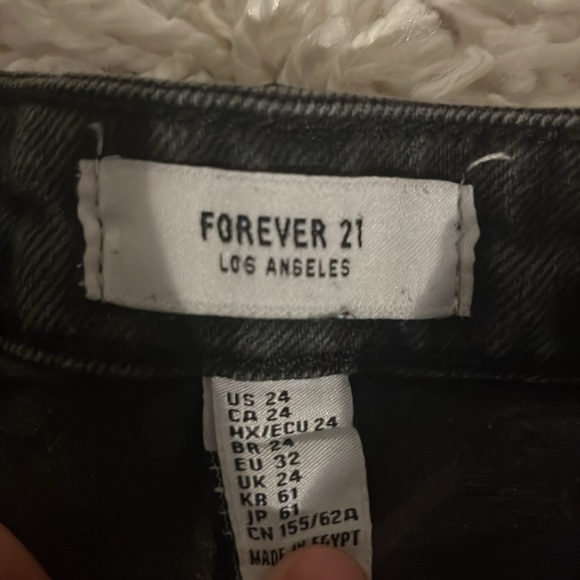 FOREVER 21
LOS ANGELES
US 24
CA 24
MX/ECU 24
BR 24
EU 32
UK 24
KR 61
JP 61
CN 155/62A
MADE IN EGYPT